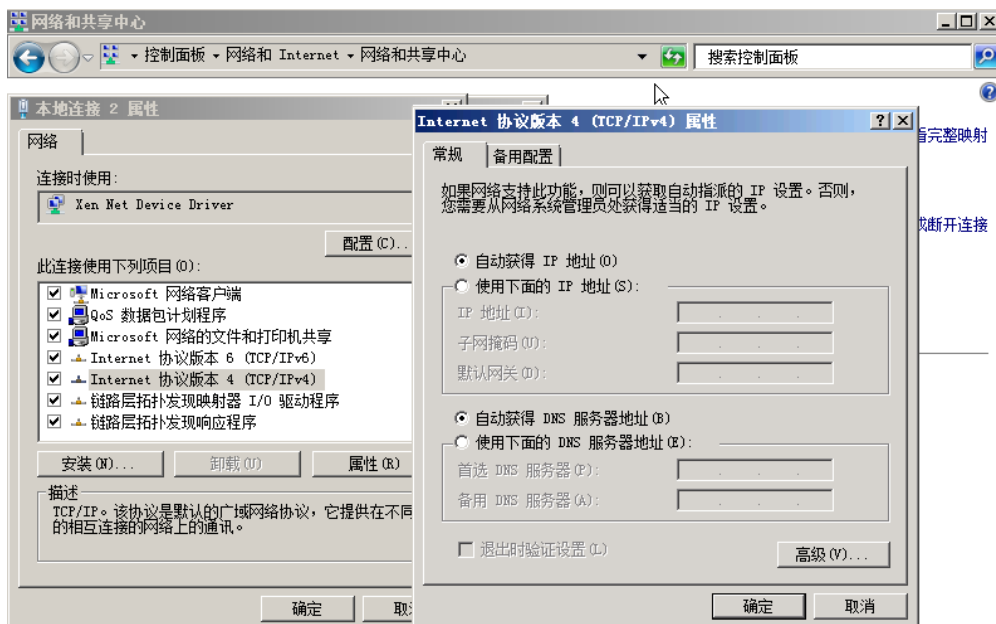 网络和共享中心
控制面板 网络和 Internet 网络和共享中心
搜索控制面板
看完整映射
或断开连接
本地连接 2 属性
网络
连接时使用:
Xen Net Device Driver
配置(C)..
此连接使用下列项目(O):
Microsoft 网络客户端
QoS 数据包计划程序
Microsoft 网络的文件和打印机共享
Internet 协议版本 6 (TCP/IPv6)
Internet 协议版本 4 (TCP/IPv4)
链路层拓扑发现映射器 I/O 驱动程序
链路层拓扑发现响应程序
安装(N)...
卸载(U)
属性(R)
描述
TCP/IP。该协议是默认的广域网络协议，它提供在不同
的相互连接的网络上的通讯。
确定
取
Internet 协议版本 4 (TCP/IPv4) 属性
常规
备用配置
如果网络支持此功能，则可以获取自动指派的 IP 设置。否则，
您需要从网络系统管理员处获得适当的 IP 设置。
自动获得 IP 地址(O)
使用下面的 IP 地址(S):
IP 地址(I):
子网掩码(U):
默认网关(D):
自动获得 DNS 服务器地址(B)
使用下面的 DNS 服务器地址(E):
首选 DNS 服务器(P):
备用 DNS 服务器(A):
退出时验证设置(L)
高级(V)...
确定
取消